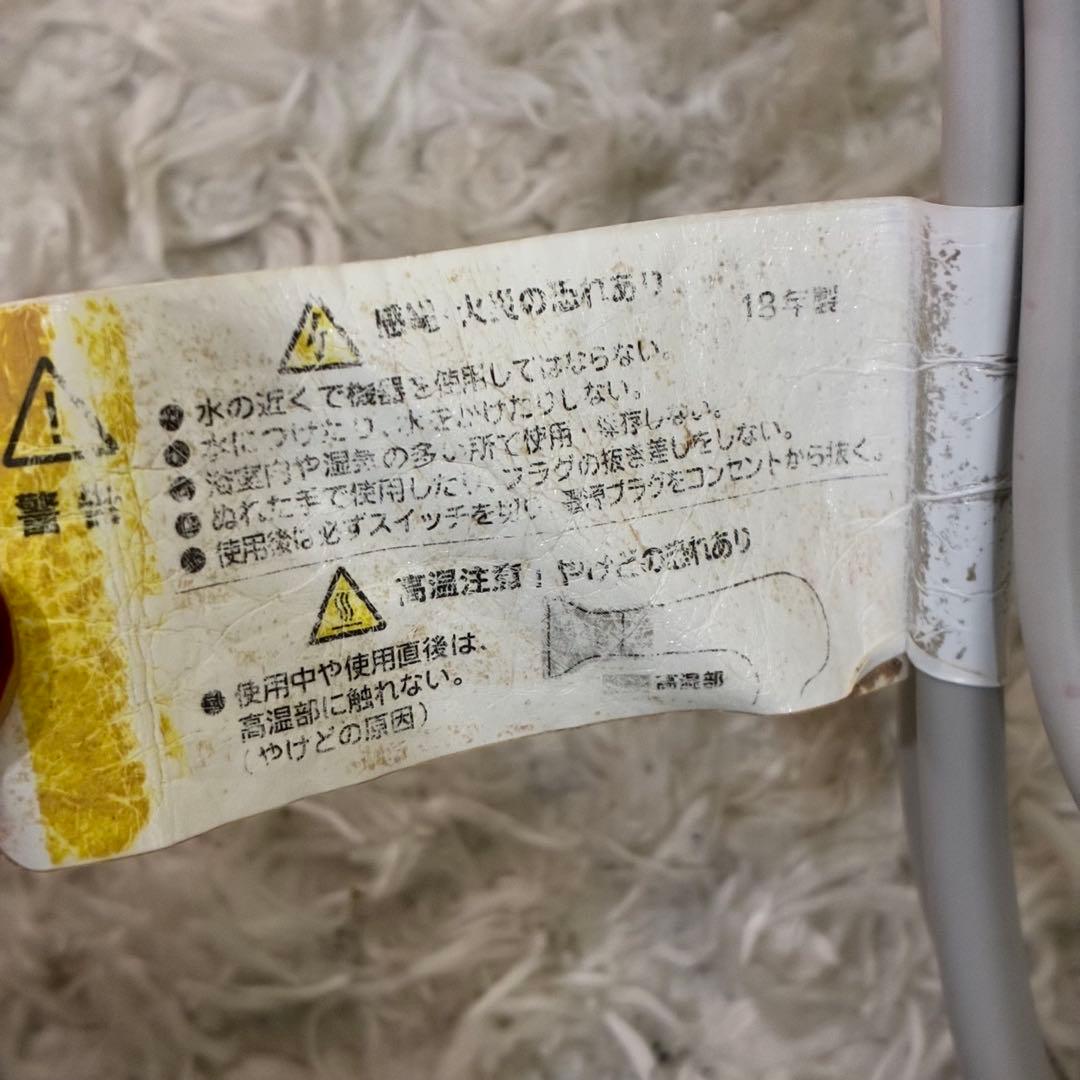 警告
感電・火災の恐れあり
18年製
●水の近くで機器を使用してはならない。
●水につけたり、水をかけたりしない。
●浴室内や湿気の多い所で使用・保存しない。
●ぬれた手で使用したり、プラグの抜き差しをしない。
●使用後は必ずスイッチを切り、電源プラグをコンセントから抜く。
高温注意！やけどの恐れあり
●使用中や使用直後は、
高温部に触れない。
(やけどの原因)
高温部